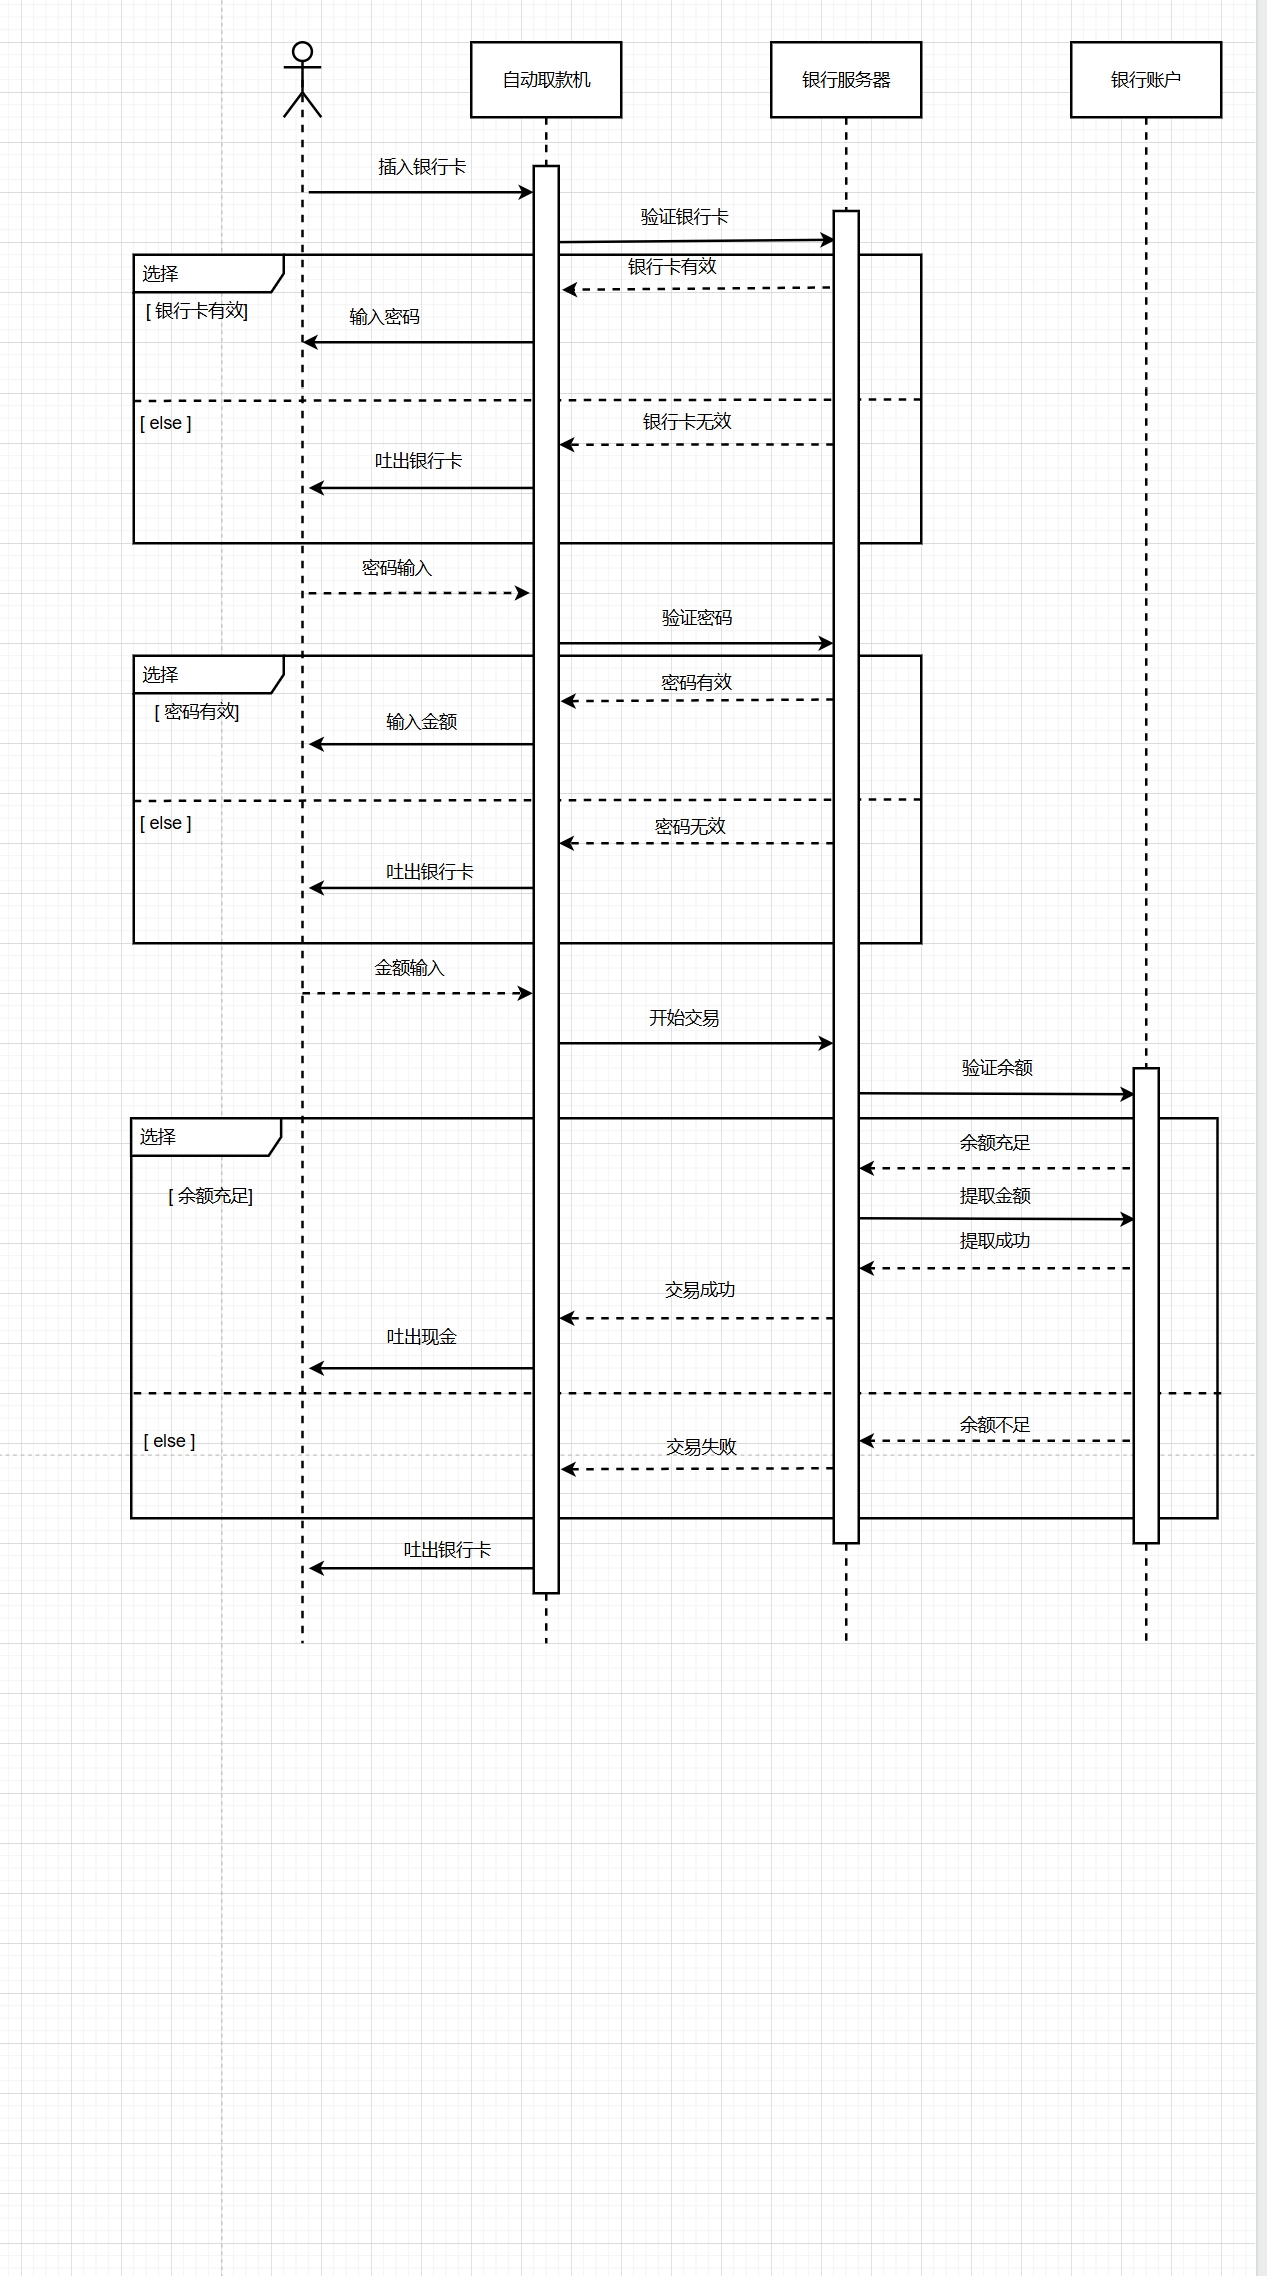 自动取款机
银行服务器
银行账户
插入银行卡
验证银行卡
选择
银行卡有效
[ 银行卡有效]
输入密码
[ else ]
银行卡无效
吐出银行卡
密码输入
验证密码
选择
密码有效
[ 密码有效]
输入金额
[ else ]
密码无效
吐出银行卡
金额输入
开始交易
验证余额
选择
余额充足
[ 余额充足]
提取金额
提取成功
交易成功
吐出现金
余额不足
[ else ]
交易失败
吐出银行卡